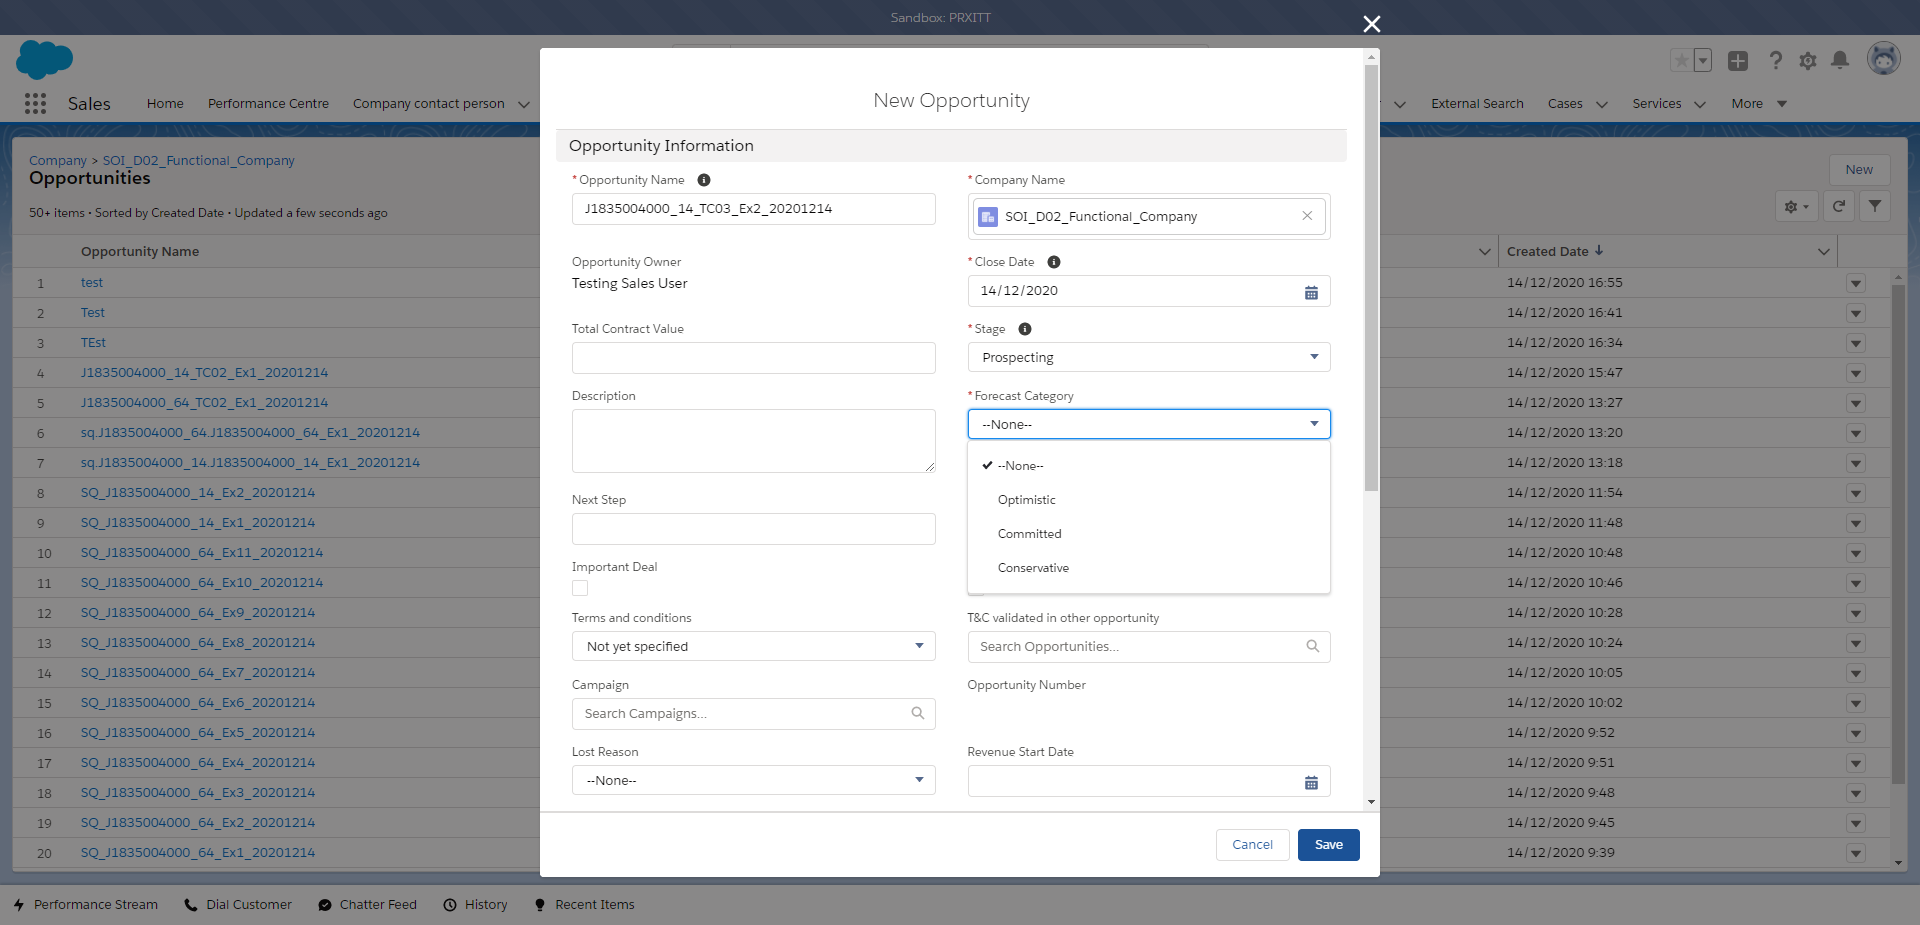 Sandbox: PRXITT
Sales
Home
Performance Centre
Company contact person
External Search
Cases
Services
More
Company > SOI_D02_Functional_Company
Opportunities
50+ items • Sorted by Created Date • Updated a few seconds ago
New
Opportunity Name
Created Date
1 test 14/12/2020 16:55
2 Test 14/12/2020 16:41
3 TEst 14/12/2020 16:34
4 J1835004000_14_TC02_Ex1_20201214 14/12/2020 15:47
5 J1835004000_64_TC02_Ex1_20201214 14/12/2020 13:27
6 sq.J1835004000_64.J1835004000_64_Ex1_20201214 14/12/2020 13:20
7 sq.J1835004000_14.J1835004000_14_Ex1_20201214 14/12/2020 13:18
8 SQ_J1835004000_14_Ex2_20201214 14/12/2020 11:54
9 SQ_J1835004000_14_Ex1_20201214 14/12/2020 11:48
10 SQ_J1835004000_64_Ex11_20201214 14/12/2020 10:48
11 SQ_J1835004000_64_Ex10_20201214 14/12/2020 10:46
12 SQ_J1835004000_64_Ex9_20201214 14/12/2020 10:28
13 SQ_J1835004000_64_Ex8_20201214 14/12/2020 10:24
14 SQ_J1835004000_64_Ex7_20201214 14/12/2020 10:05
15 SQ_J1835004000_64_Ex6_20201214 14/12/2020 10:02
16 SQ_J1835004000_64_Ex5_20201214 14/12/2020 9:52
17 SQ_J1835004000_64_Ex4_20201214 14/12/2020 9:51
18 SQ_J1835004000_64_Ex3_20201214 14/12/2020 9:48
19 SQ_J1835004000_64_Ex2_20201214 14/12/2020 9:45
20 SQ_J1835004000_64_Ex1_20201214 14/12/2020 9:39
New Opportunity
Opportunity Information
*Opportunity Name
J1835004000_14_TC03_Ex2_20201214
*Company Name
SOI_D02_Functional_Company
Opportunity Owner
Testing Sales User
*Close Date
14/12/2020
Total Contract Value
*Stage
Prospecting
Description
*Forecast Category
--None--
--None--
Optimistic
Committed
Conservative
Next Step
Important Deal
Terms and conditions
Not yet specified
T&C validated in other opportunity
Search Opportunities...
Campaign
Search Campaigns...
Opportunity Number
Lost Reason
--None--
Revenue Start Date
Cancel
Save
Performance Stream
Dial Customer
Chatter Feed
History
Recent Items